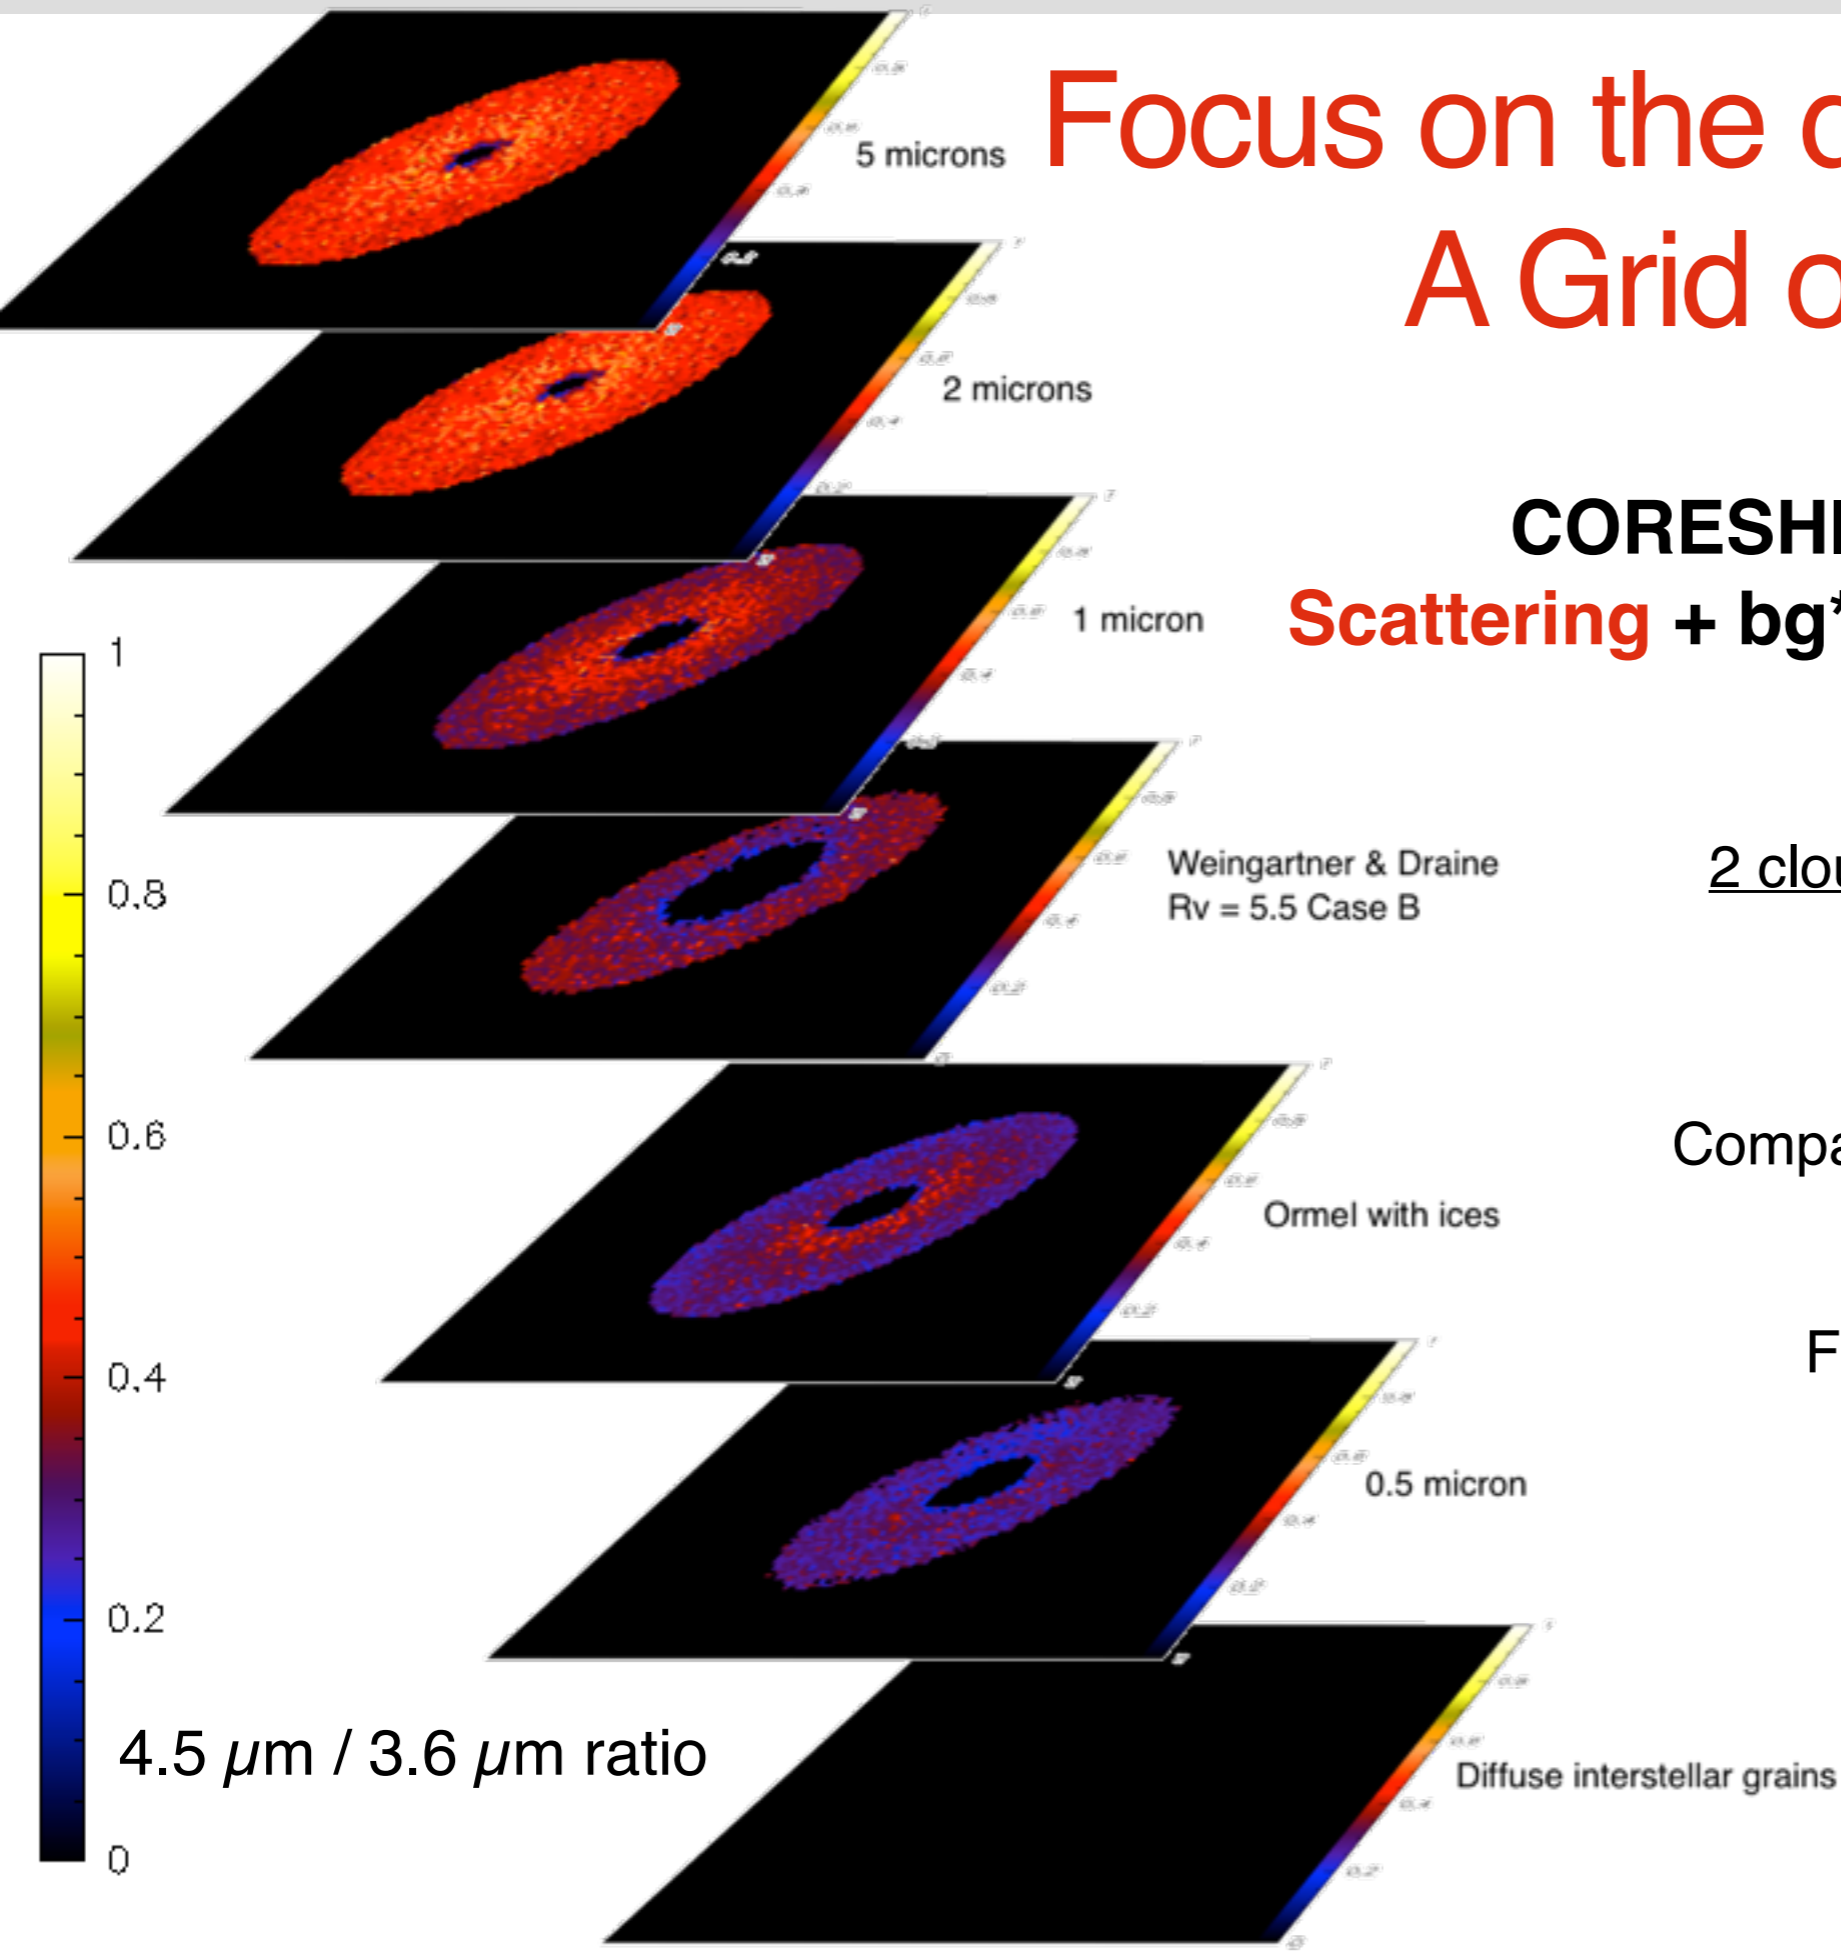 Focus on the
A Grid
5 microns
2 microns
CORESH
Scattering + bg*
1 micron
Weingartner & Draine
Rv = 5.5 Case B
2 clou
Compa
Ormel with ices
F
0.5 micron
Diffuse interstellar grains
1
0.8
0.6
0.4
0.2
0
4.5 µm / 3.6 µm ratio